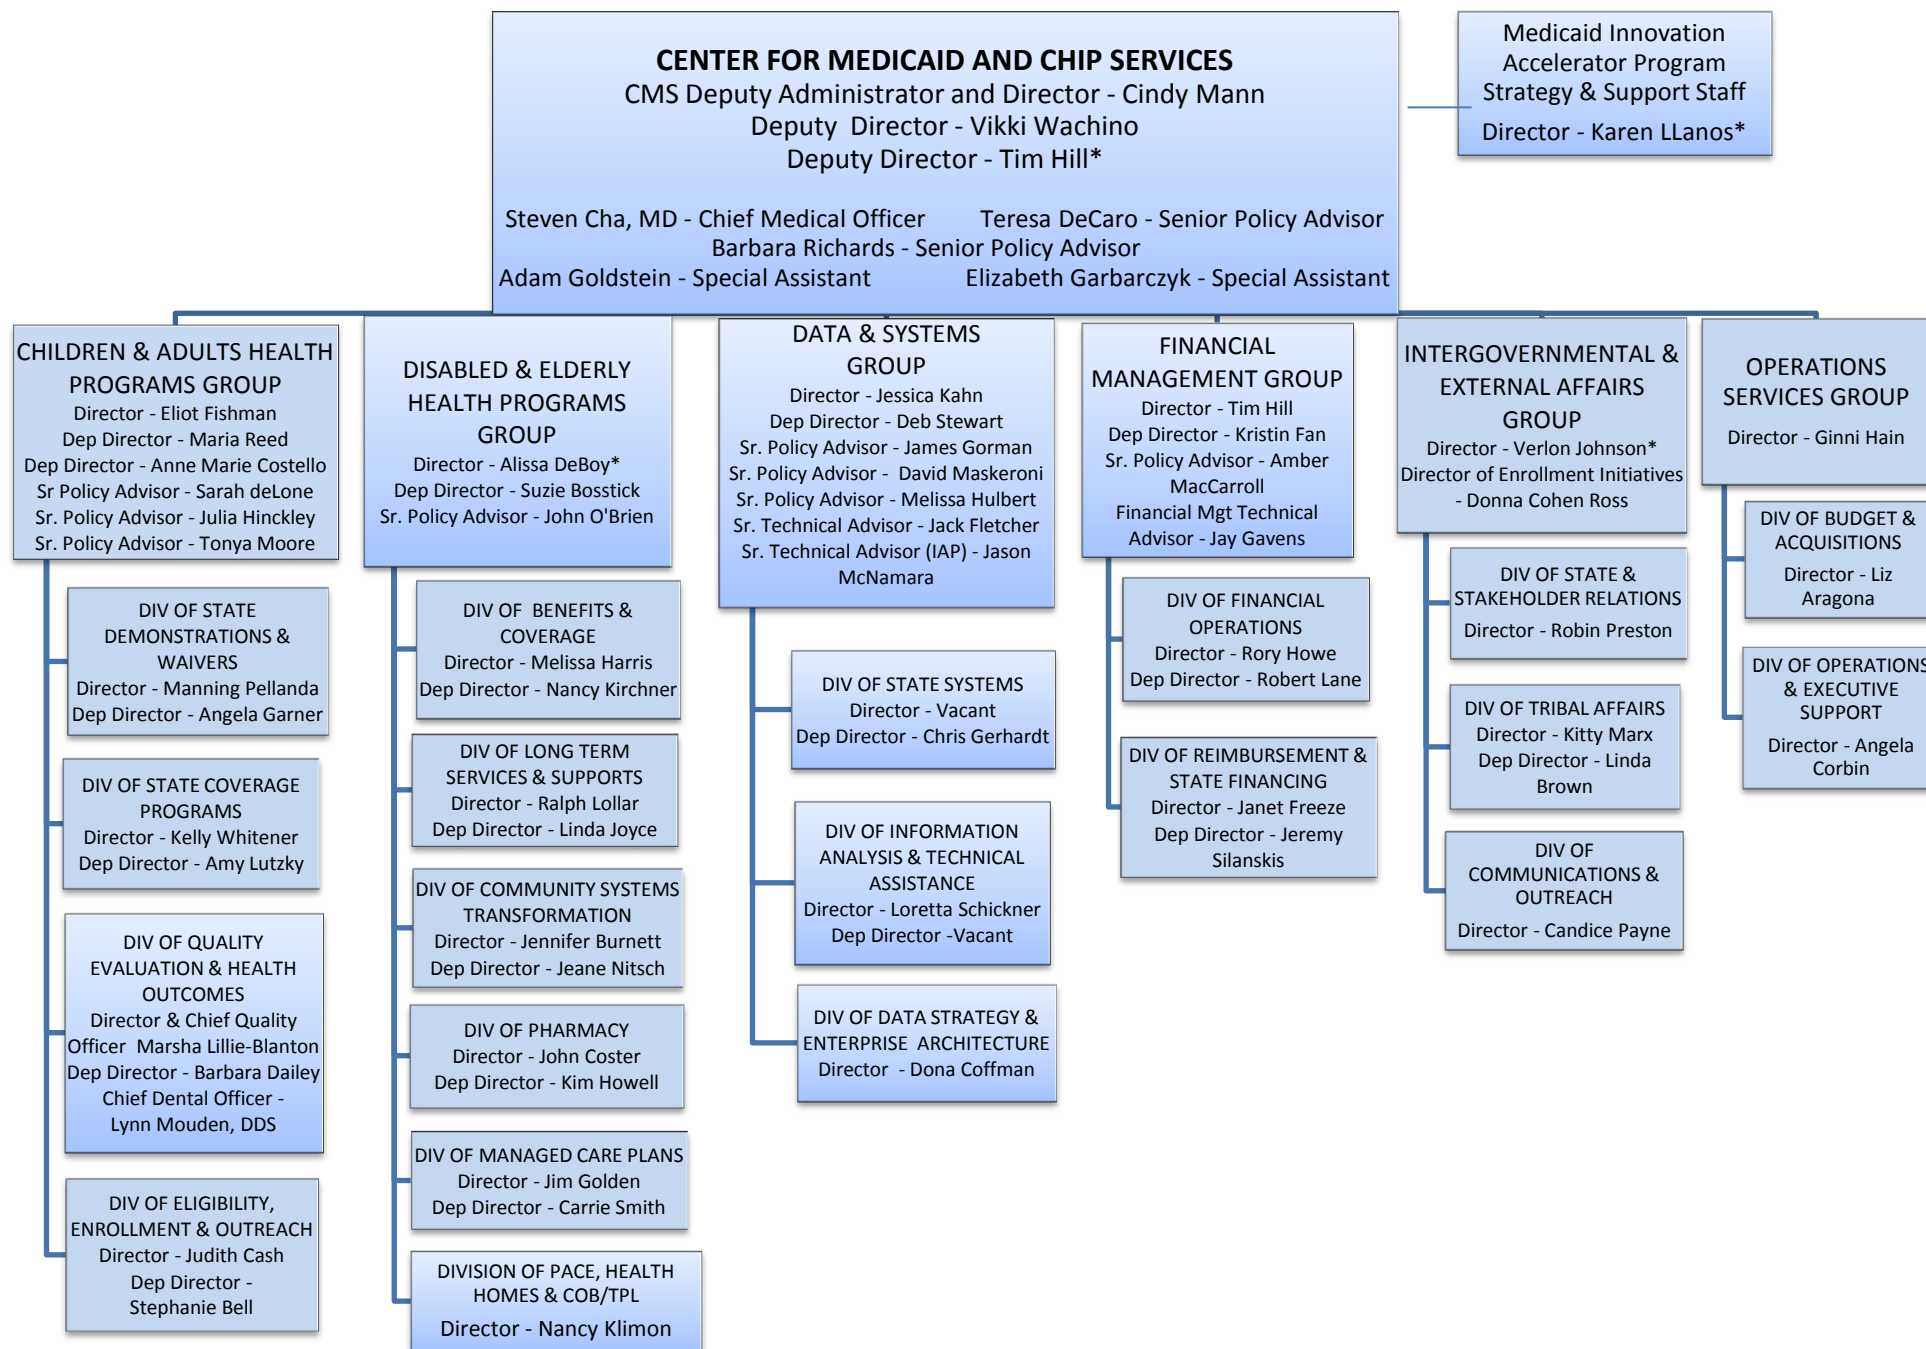 CENTER FOR MEDICAID AND CHIP SERVICES
CMS Deputy Administrator and Director - Cindy Mann
Deputy Director - Vikki Wachino
Deputy Director - Tim Hill*
Steven Cha, MD - Chief Medical Officer Teresa DeCaro - Senior Policy Advisor
Barbara Richards - Senior Policy Advisor
Adam Goldstein - Special Assistant Elizabeth Garbarczyk - Special Assistant
Medicaid Innovation
Accelerator Program
Strategy & Support Staff
Director - Karen LLanos*
CHILDREN & ADULTS HEALTH
PROGRAMS GROUP
Director - Eliot Fishman
Dep Director - Maria Reed
Dep Director - Anne Marie Costello
Sr Policy Advisor - Sarah deLone
Sr. Policy Advisor - Julia Hinckley
Sr. Policy Advisor - Tonya Moore
DIV OF STATE
DEMONSTRATIONS &
WAIVERS
Director - Manning Pellanda
Dep Director - Angela Garner
DIV OF STATE COVERAGE
PROGRAMS
Director - Kelly Whitener
Dep Director - Amy Lutzky
DIV OF QUALITY
EVALUATION & HEALTH
OUTCOMES
Director & Chief Quality
Officer Marsha Lillie-Blanton
Dep Director - Barbara Dailey
Chief Dental Officer -
Lynn Mouden, DDS
DIV OF ELIGIBILITY,
ENROLLMENT & OUTREACH
Director - Judith Cash
Dep Director -
Stephanie Bell
DISABLED & ELDERLY
HEALTH PROGRAMS
GROUP
Director - Alissa DeBoy*
Dep Director - Suzie Bosstick
Sr. Policy Advisor - John O'Brien
DIV OF BENEFITS &
COVERAGE
Director - Melissa Harris
Dep Director - Nancy Kirchner
DIV OF LONG TERM
SERVICES & SUPPORTS
Director - Ralph Lollar
Dep Director - Linda Joyce
DIV OF COMMUNITY SYSTEMS
TRANSFORMATION
Director - Jennifer Burnett
Dep Director - Jeane Nitsch
DIV OF PHARMACY
Director - John Coster
Dep Director - Kim Howell
DIV OF MANAGED CARE PLANS
Director - Jim Golden
Dep Director - Carrie Smith
DIVISION OF PACE, HEALTH
HOMES & COB/TPL
Director - Nancy Klimon
DATA & SYSTEMS
GROUP
Director - Jessica Kahn
Dep Director - Deb Stewart
Sr. Policy Advisor - James Gorman
Sr. Policy Advisor - David Maskeroni
Sr. Policy Advisor - Melissa Hulbert
Sr. Technical Advisor - Jack Fletcher
Sr. Technical Advisor (IAP) - Jason
McNamara
DIV OF STATE SYSTEMS
Director - Vacant
Dep Director - Chris Gerhardt
DIV OF INFORMATION
ANALYSIS & TECHNICAL
ASSISTANCE
Director - Loretta Schickner
Dep Director -Vacant
DIV OF DATA STRATEGY &
ENTERPRISE ARCHITECTURE
Director - Dona Coffman
FINANCIAL
MANAGEMENT GROUP
Director - Tim Hill
Dep Director - Kristin Fan
Sr. Policy Advisor - Amber
MacCarroll
Financial Mgt Technical
Advisor - Jay Gavens
DIV OF FINANCIAL
OPERATIONS
Director - Rory Howe
Dep Director - Robert Lane
DIV OF REIMBURSEMENT &
STATE FINANCING
Director - Janet Freeze
Dep Director - Jeremy
Silanskis
INTERGOVERNMENTAL &
EXTERNAL AFFAIRS
GROUP
Director - Verlon Johnson*
Director of Enrollment Initiatives
- Donna Cohen Ross
DIV OF STATE &
STAKEHOLDER RELATIONS
Director - Robin Preston
DIV OF TRIBAL AFFAIRS
Director - Kitty Marx
Dep Director - Linda
Brown
DIV OF
COMMUNICATIONS &
OUTREACH
Director - Candice Payne
OPERATIONS
SERVICES GROUP
Director - Ginni Hain
DIV OF BUDGET &
ACQUISITIONS
Director - Liz
Aragona
DIV OF OPERATIONS
& EXECUTIVE
SUPPORT
Director - Angela
Corbin